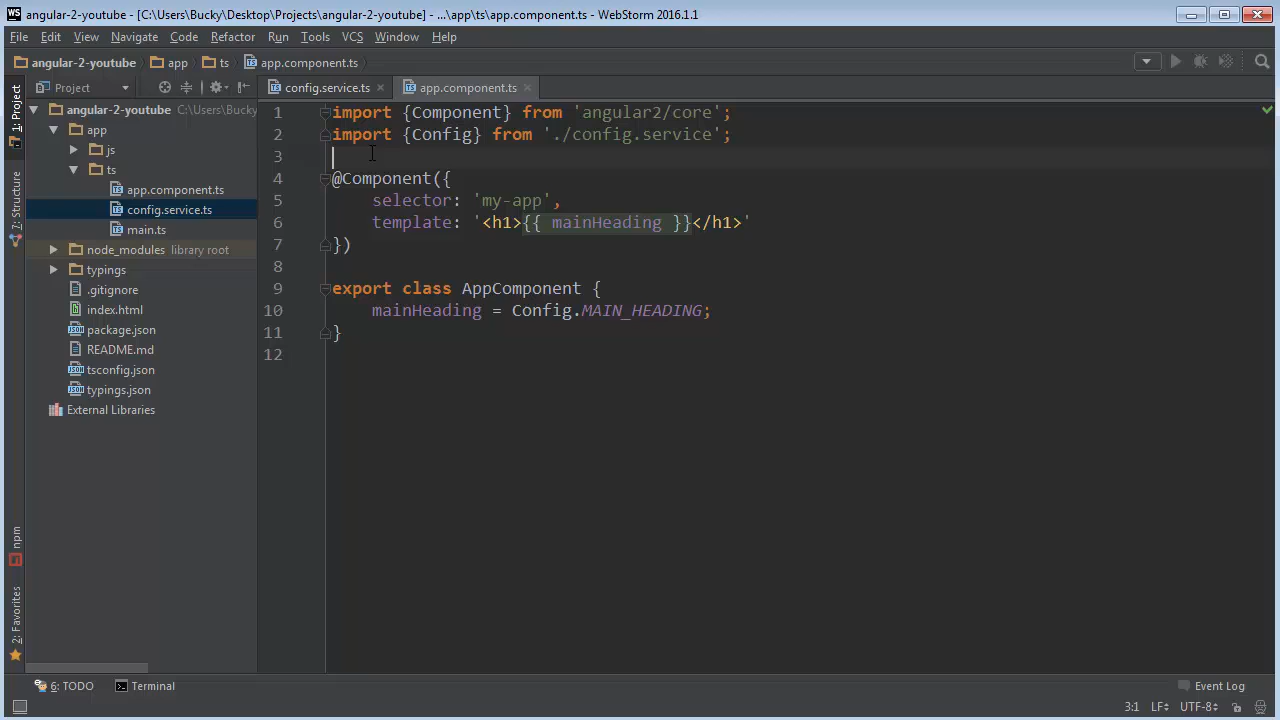 WS angular-2-youtube - [C:\Users\Bucky\Desktop\Projects\angular-2-youtube] - ...\app\ts\app.component.ts - WebStorm 2016.1.1
File Edit View Navigate Code Refactor Run Tools VCS Window Help
angular-2-youtube app ts app.component.ts
Project config.service.ts app.component.ts
1: Project
7: Structure
npm
2: Favorites
angular-2-youtube C:\Users\Bucky
app
js
ts
app.component.ts
config.service.ts
main.ts
node_modules library root
typings
.gitignore
index.html
package.json
README.md
tsconfig.json
typings.json
External Libraries
1 import {Component} from 'angular2/core';
2 import {Config} from './config.service';
3
4 @Component({
5 selector: 'my-app',
6 template: '<h1>{{ mainHeading }}</h1>'
7 })
8
9 export class AppComponent {
10 mainHeading = Config.MAIN_HEADING;
11 }
12
6: TODO Terminal Event Log
3:1 LF UTF-8